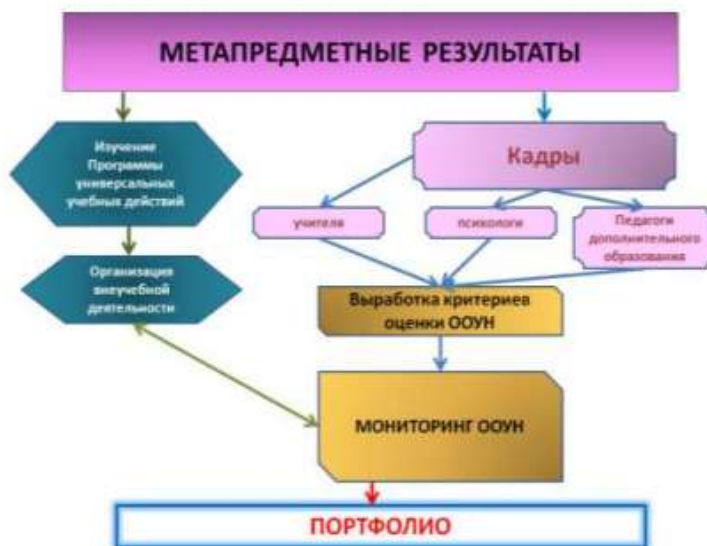 МЕТАПРЕДМЕТНЫЕ РЕЗУЛЬТАТЫ
Изучение
Программы
универсальных
учебных действий
Кадры
учителя
психологи
Педагоги
дополнительного
образования
Организация
внеучебной
деятельности
Выработка критериев
оценки ООУН
МОНИТОРИНГ ООУН
ПОРТФОЛИО